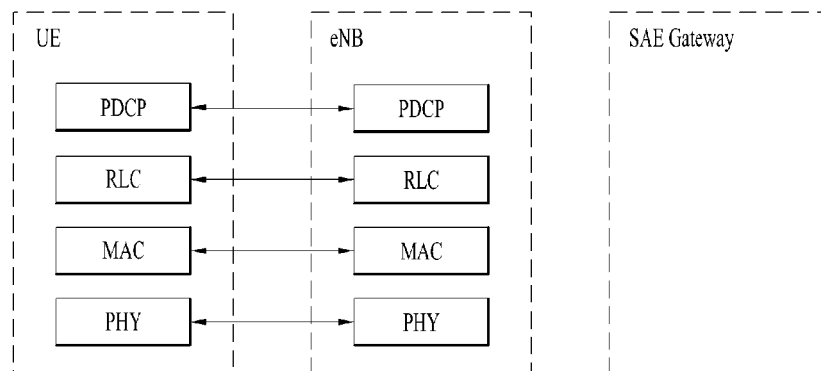 UE eNB SAE Gateway
PDCP PDCP
RLC RLC
MAC MAC
PHY PHY